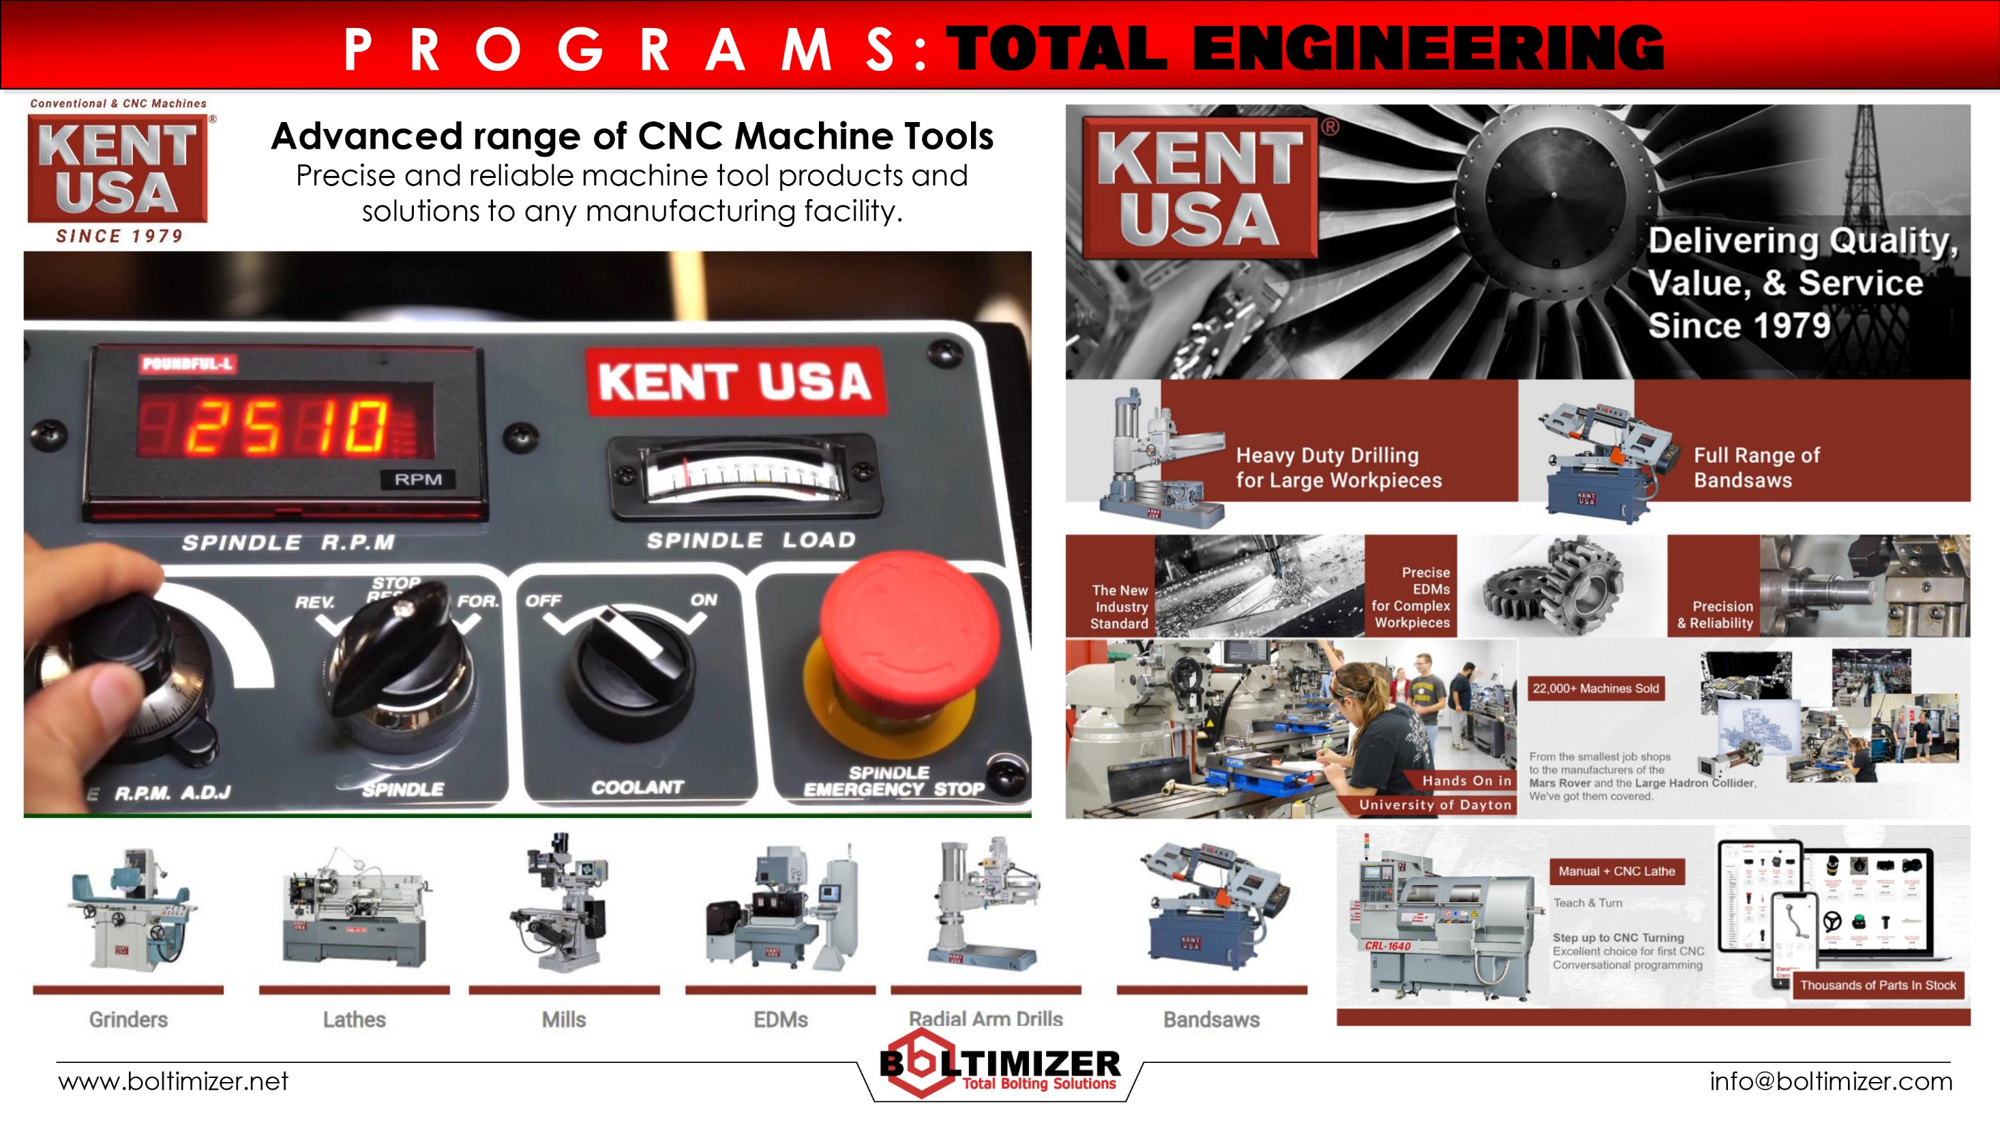 PROGRAMS: TOTAL ENGINEERING
Conventional & CNC Machines
KENT
USA
®
SINCE 1979
Advanced range of CNC Machine Tools
Precise and reliable machine tool products and
solutions to any manufacturing facility.
POUNDFUL-L
2510
RPM
SPINDLE R.P.M
KENT USA
SPINDLE LOAD
REV.
STOP
FOR.
OFF
ON
E R.P.M. A.D.J
SPINDLE
COOLANT
SPINDLE
EMERGENCY STOP
KENT
USA
®
Delivering Quality,
Value, & Service
Since 1979
Heavy Duty Drilling
for Large Workpieces
Full Range of
Bandsaws
KENT
USA
The New
Industry
Standard
Precise
EDMs
for Complex
Workpieces
Precision
& Reliability
KURT
Hands On in
University of Dayton
22,000+ Machines Sold
From the smallest job shops
to the manufacturers of the
Mars Rover and the Large Hadron Collider,
We've got them covered.
Grinders
Lathes
Mills
EDMs
Radial Arm Drills
KENT
USA
Bandsaws
CRL-1640
Manual + CNC Lathe
Teach & Turn
Step up to CNC Turning
Excellent choice for first CNC
Conversational programming
Thousands of Parts In Stock
www.boltimizer.net
BOLTIMIZER
Total Bolting Solutions
info@boltimizer.com